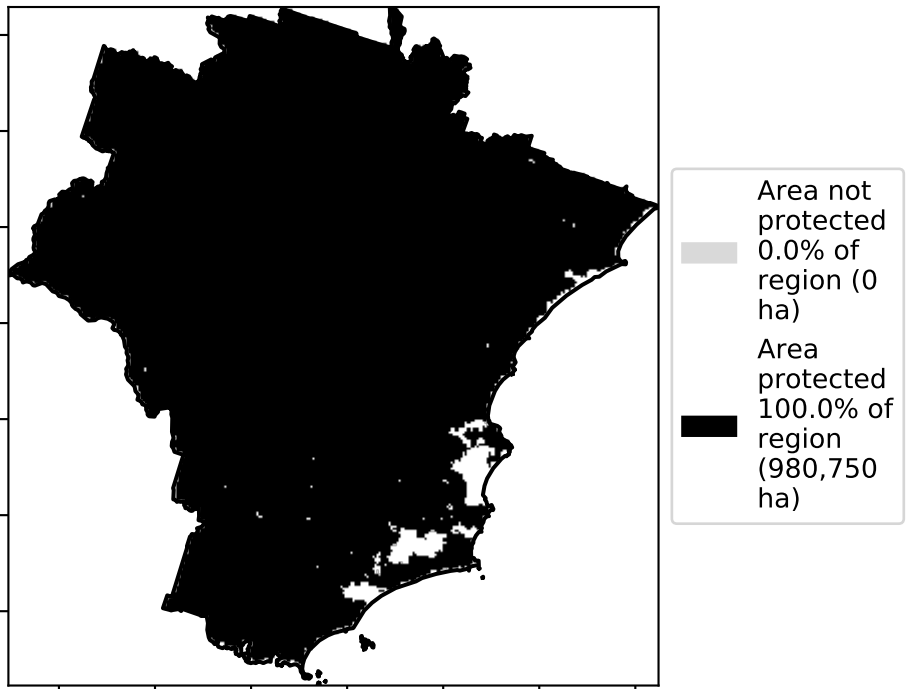 Area not
protected
0.0% of
region (0
ha)
Area
protected
100.0% of
region
(980,750
ha)